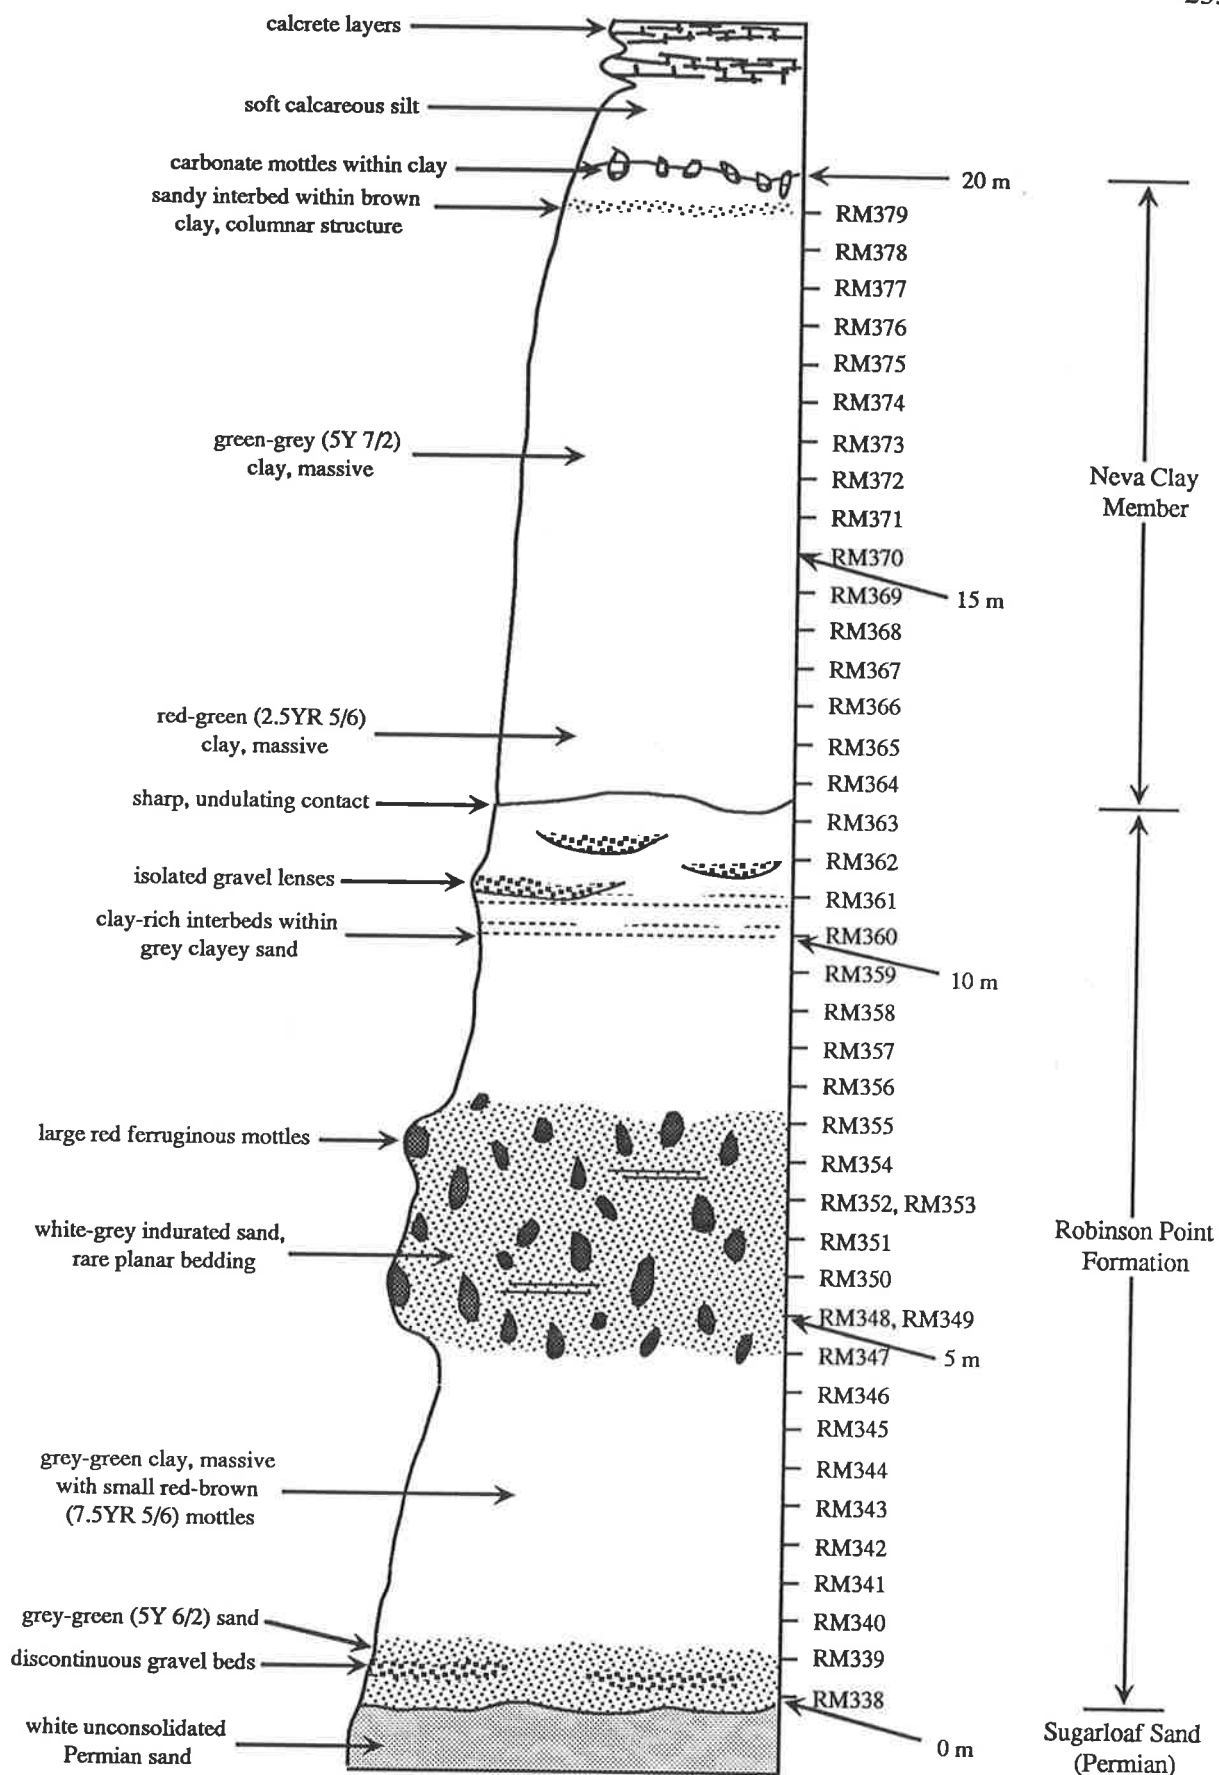 calcrete layers
soft calcareous silt
carbonate mottles within clay
20 m
sandy interbed within brown
clay, columnar structure
RM379
RM378
RM377
RM376
RM375
RM374
green-grey (5Y 7/2)
clay, massive
RM373
RM372
Neva Clay
Member
RM371
RM370
RM369
15 m
RM368
RM367
RM366
red-green (2.5YR 5/6)
clay, massive
RM365
RM364
sharp, undulating contact
RM363
RM362
isolated gravel lenses
RM361
clay-rich interbeds within
grey clayey sand
RM360
RM359
10 m
RM358
RM357
RM356
RM355
large red ferruginous mottles
RM354
RM352, RM353
white-grey indurated sand,
rare planar bedding
RM351
Robinson Point
Formation
RM350
RM348, RM349
RM347
5 m
RM346
RM345
grey-green clay, massive
with small red-brown
(7.5YR 5/6) mottles
RM344
RM343
RM342
RM341
grey-green (5Y 6/2) sand
RM340
discontinuous gravel beds
RM339
RM338
white unconsolidated
Permian sand
0 m
Sugarloaf Sand
(Permian)